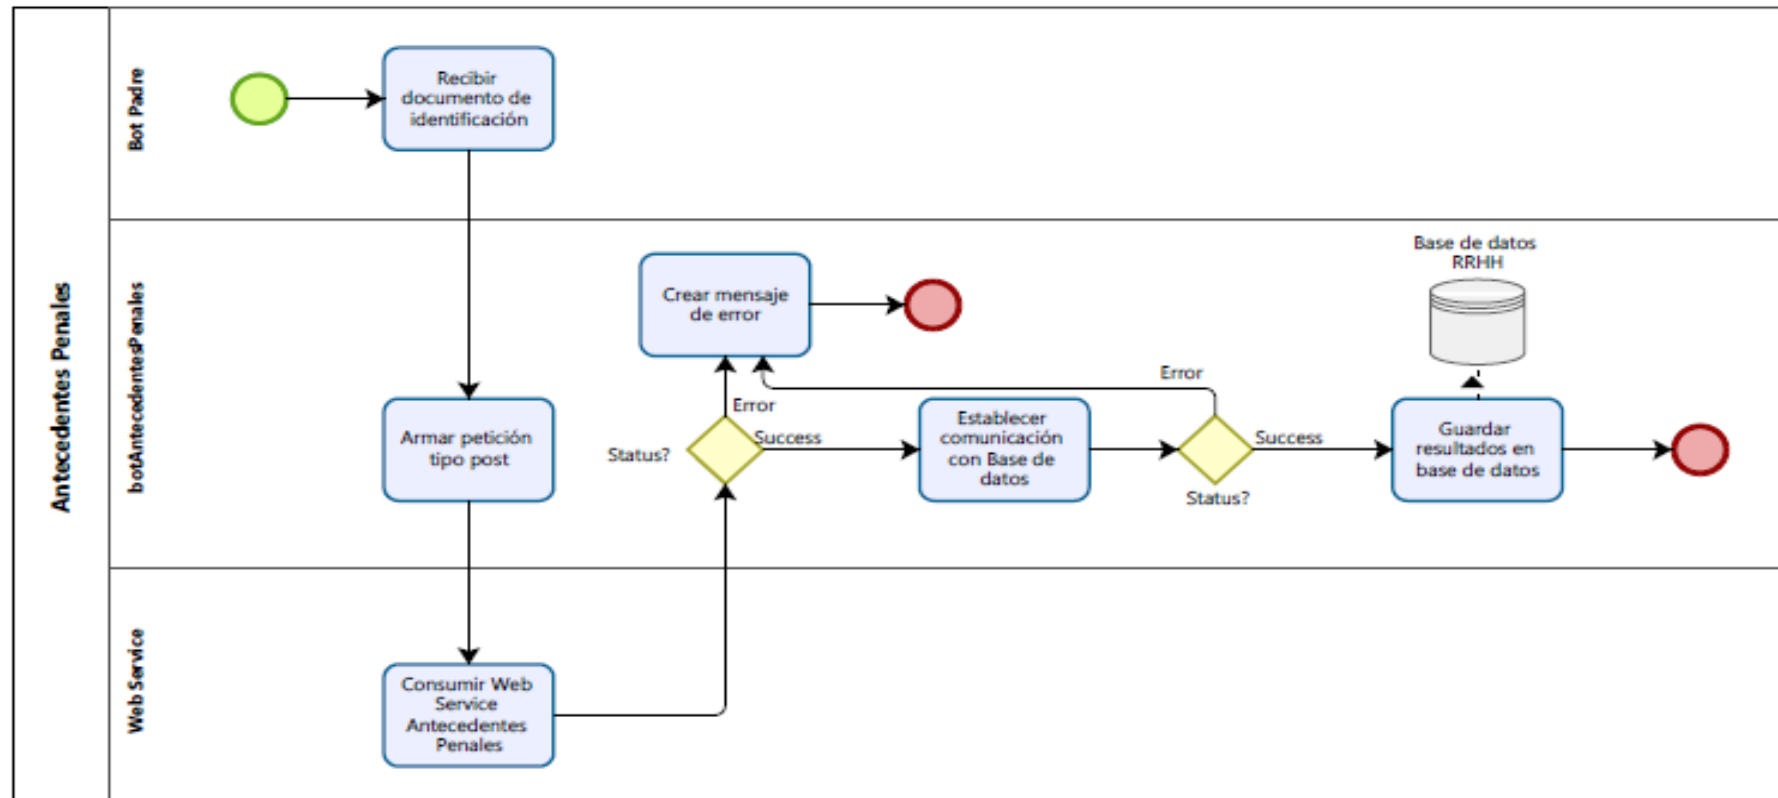 Antecedentes Penales
Bot Padre
Recibir
documento de
identificación
botAntecedentesPenales
Crear mensaje
de error
Base de datos
RRHH
Error
Error
Armar petición
tipo post
Status?
Success
Establecer
comunicación
con Base de
datos
Status?
Success
Guardar
resultados en
base de datos
Web Service
Consumir Web
Service
Antecedentes
Penales